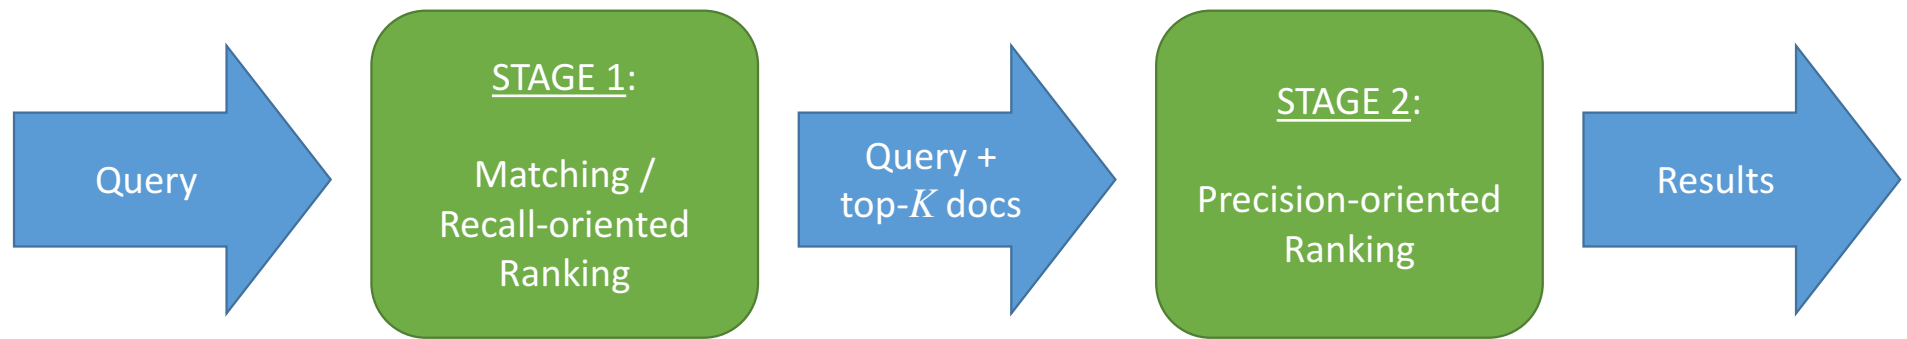 Query
STAGE 1:
Matching /
Recall-oriented
Ranking
Query +
top-K docs
STAGE 2:
Precision-oriented
Ranking
Results